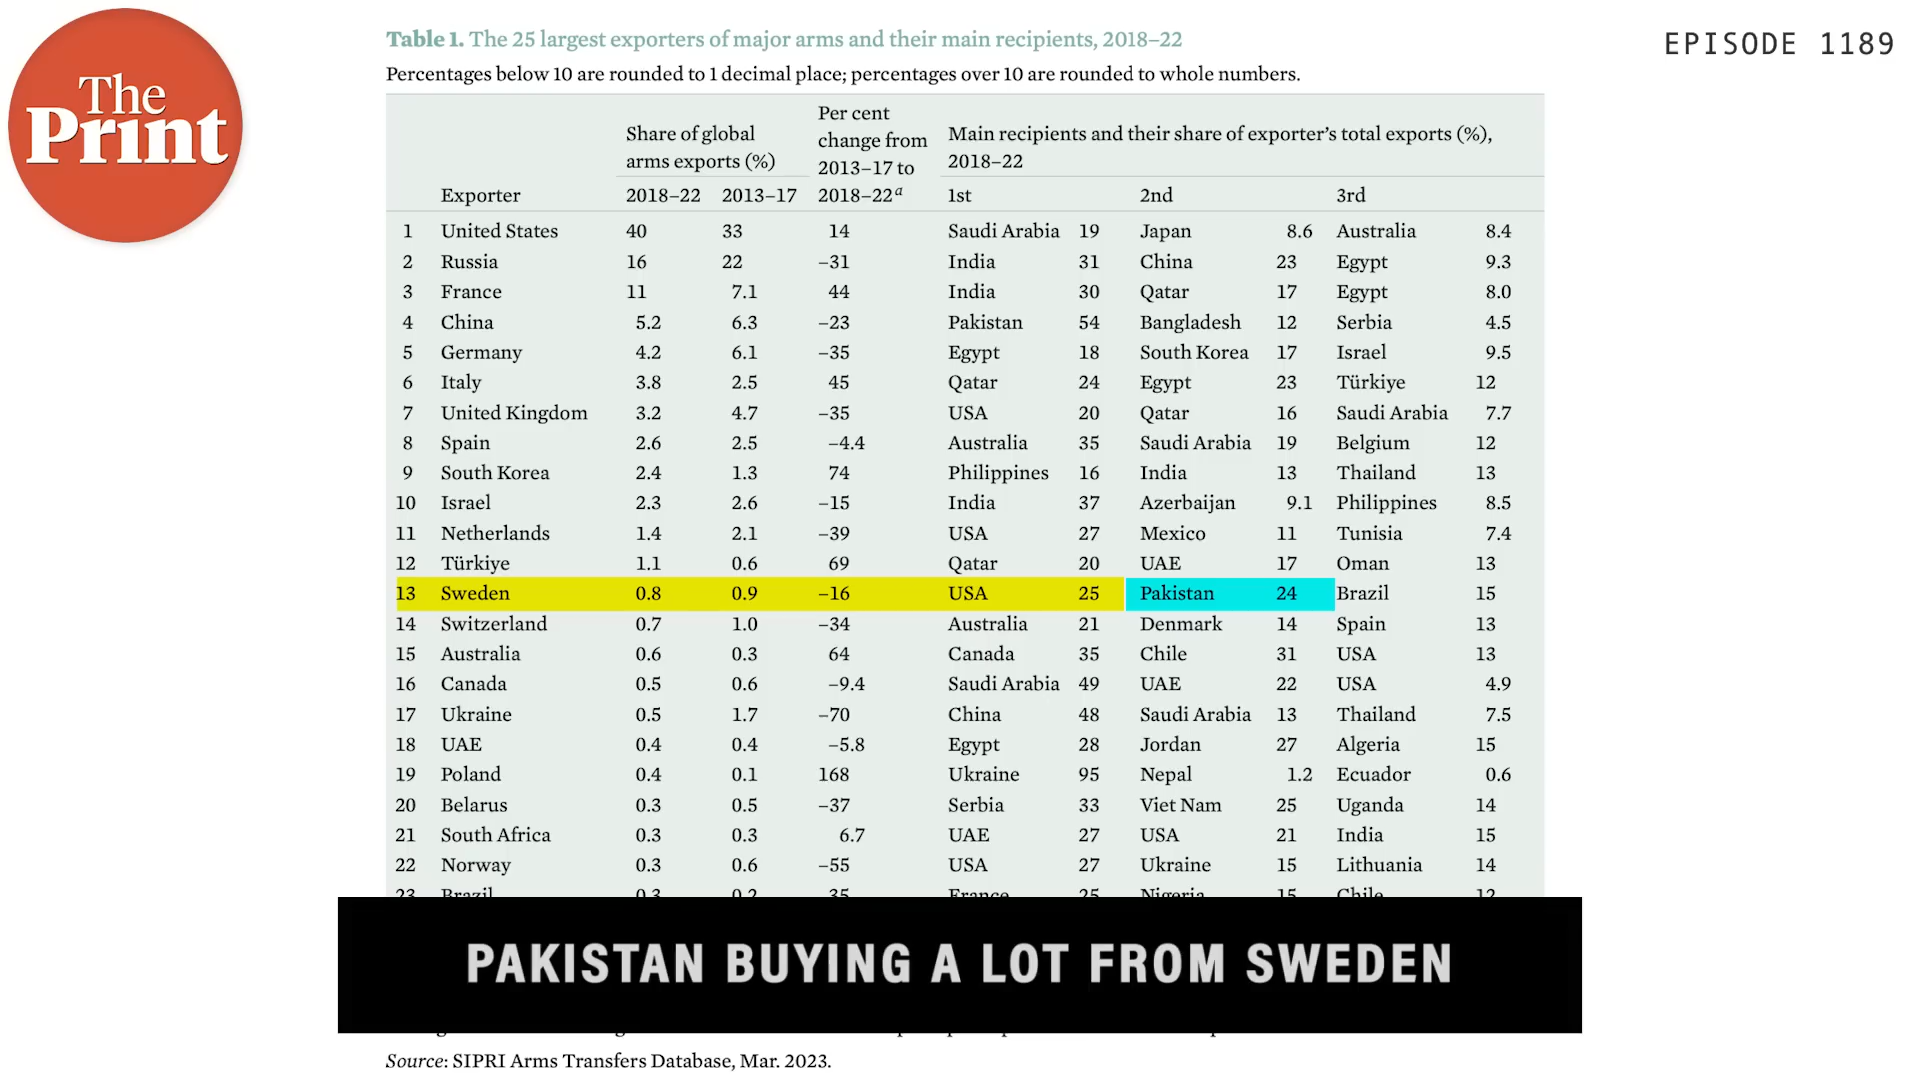 The
Print
EPISODE 1189
Table 1. The 25 largest exporters of major arms and their main recipients, 2018–22
Percentages below 10 are rounded to 1 decimal place; percentages over 10 are rounded to whole numbers.
Share of global arms exports (%)
Per cent change from 2013–17 to 2018–22ᵃ
Main recipients and their share of exporter's total exports (%), 2018–22
Exporter 2018–22 2013–17 1st 2nd 3rd
1 United States 40 33 14 Saudi Arabia 19 Japan 8.6 Australia 8.4
2 Russia 16 22 –31 India 31 China 23 Egypt 9.3
3 France 11 7.1 44 India 30 Qatar 17 Egypt 8.0
4 China 5.2 6.3 –23 Pakistan 54 Bangladesh 12 Serbia 4.5
5 Germany 4.2 6.1 –35 Egypt 18 South Korea 17 Israel 9.5
6 Italy 3.8 2.5 45 Qatar 24 Egypt 23 Türkiye 12
7 United Kingdom 3.2 4.7 –35 USA 20 Qatar 16 Saudi Arabia 7.7
8 Spain 2.6 2.5 –4.4 Australia 35 Saudi Arabia 19 Belgium 12
9 South Korea 2.4 1.3 74 Philippines 16 India 13 Thailand 13
10 Israel 2.3 2.6 –15 India 37 Azerbaijan 9.1 Philippines 8.5
11 Netherlands 1.4 2.1 –39 USA 27 Mexico 11 Tunisia 7.4
12 Türkiye 1.1 0.6 69 Qatar 20 UAE 17 Oman 13
13 Sweden 0.8 0.9 –16 USA 25 Pakistan 24 Brazil 15
14 Switzerland 0.7 1.0 –34 Australia 21 Denmark 14 Spain 13
15 Australia 0.6 0.3 64 Canada 35 Chile 31 USA 13
16 Canada 0.5 0.6 –9.4 Saudi Arabia 49 UAE 22 USA 4.9
17 Ukraine 0.5 1.7 –70 China 48 Saudi Arabia 13 Thailand 7.5
18 UAE 0.4 0.4 –5.8 Egypt 28 Jordan 27 Algeria 15
19 Poland 0.4 0.1 168 Ukraine 95 Nepal 1.2 Ecuador 0.6
20 Belarus 0.3 0.5 –37 Serbia 33 Viet Nam 25 Uganda 14
21 South Africa 0.3 0.3 6.7 UAE 27 USA 21 India 15
22 Norway 0.3 0.6 –55 USA 27 Ukraine 15 Lithuania 14
23 Brazil 0.3 0.2 35 France 25 Nigeria 15 Chile 12
PAKISTAN BUYING A LOT FROM SWEDEN
Source: SIPRI Arms Transfers Database, Mar. 2023.